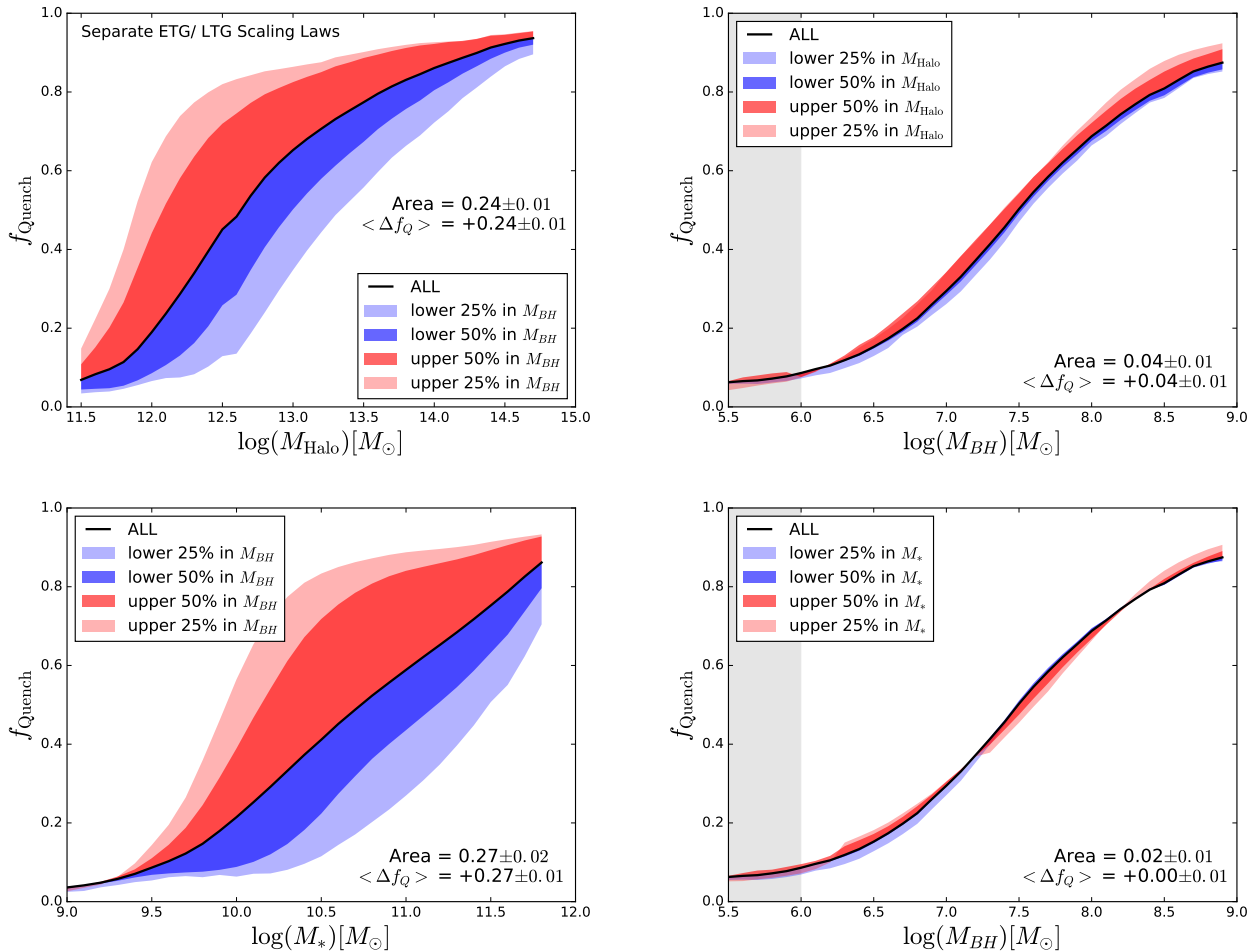 Separate ETG/ LTG Scaling Laws
1.0
0.8
0.6
0.4
0.2
0.0
f_Quench
Area = 0.24±0.01
<Δf_Q> = +0.24±0.01
ALL
lower 25% in M_BH
lower 50% in M_BH
upper 50% in M_BH
upper 25% in M_BH
11.5 12.0 12.5 13.0 13.5 14.0 14.5 15.0
log(M_Halo)[M_⊙]
1.0
0.8
0.6
0.4
0.2
0.0
f_Quench
ALL
lower 25% in M_Halo
lower 50% in M_Halo
upper 50% in M_Halo
upper 25% in M_Halo
Area = 0.04±0.01
<Δf_Q> = +0.04±0.01
5.5 6.0 6.5 7.0 7.5 8.0 8.5 9.0
log(M_BH)[M_⊙]
1.0
0.8
0.6
0.4
0.2
0.0
f_Quench
ALL
lower 25% in M_BH
lower 50% in M_BH
upper 50% in M_BH
upper 25% in M_BH
Area = 0.27±0.02
<Δf_Q> = +0.27±0.01
9.0 9.5 10.0 10.5 11.0 11.5 12.0
log(M_*)[M_⊙]
1.0
0.8
0.6
0.4
0.2
0.0
f_Quench
ALL
lower 25% in M_*
lower 50% in M_*
upper 50% in M_*
upper 25% in M_*
Area = 0.02±0.01
<Δf_Q> = +0.00±0.01
5.5 6.0 6.5 7.0 7.5 8.0 8.5 9.0
log(M_BH)[M_⊙]